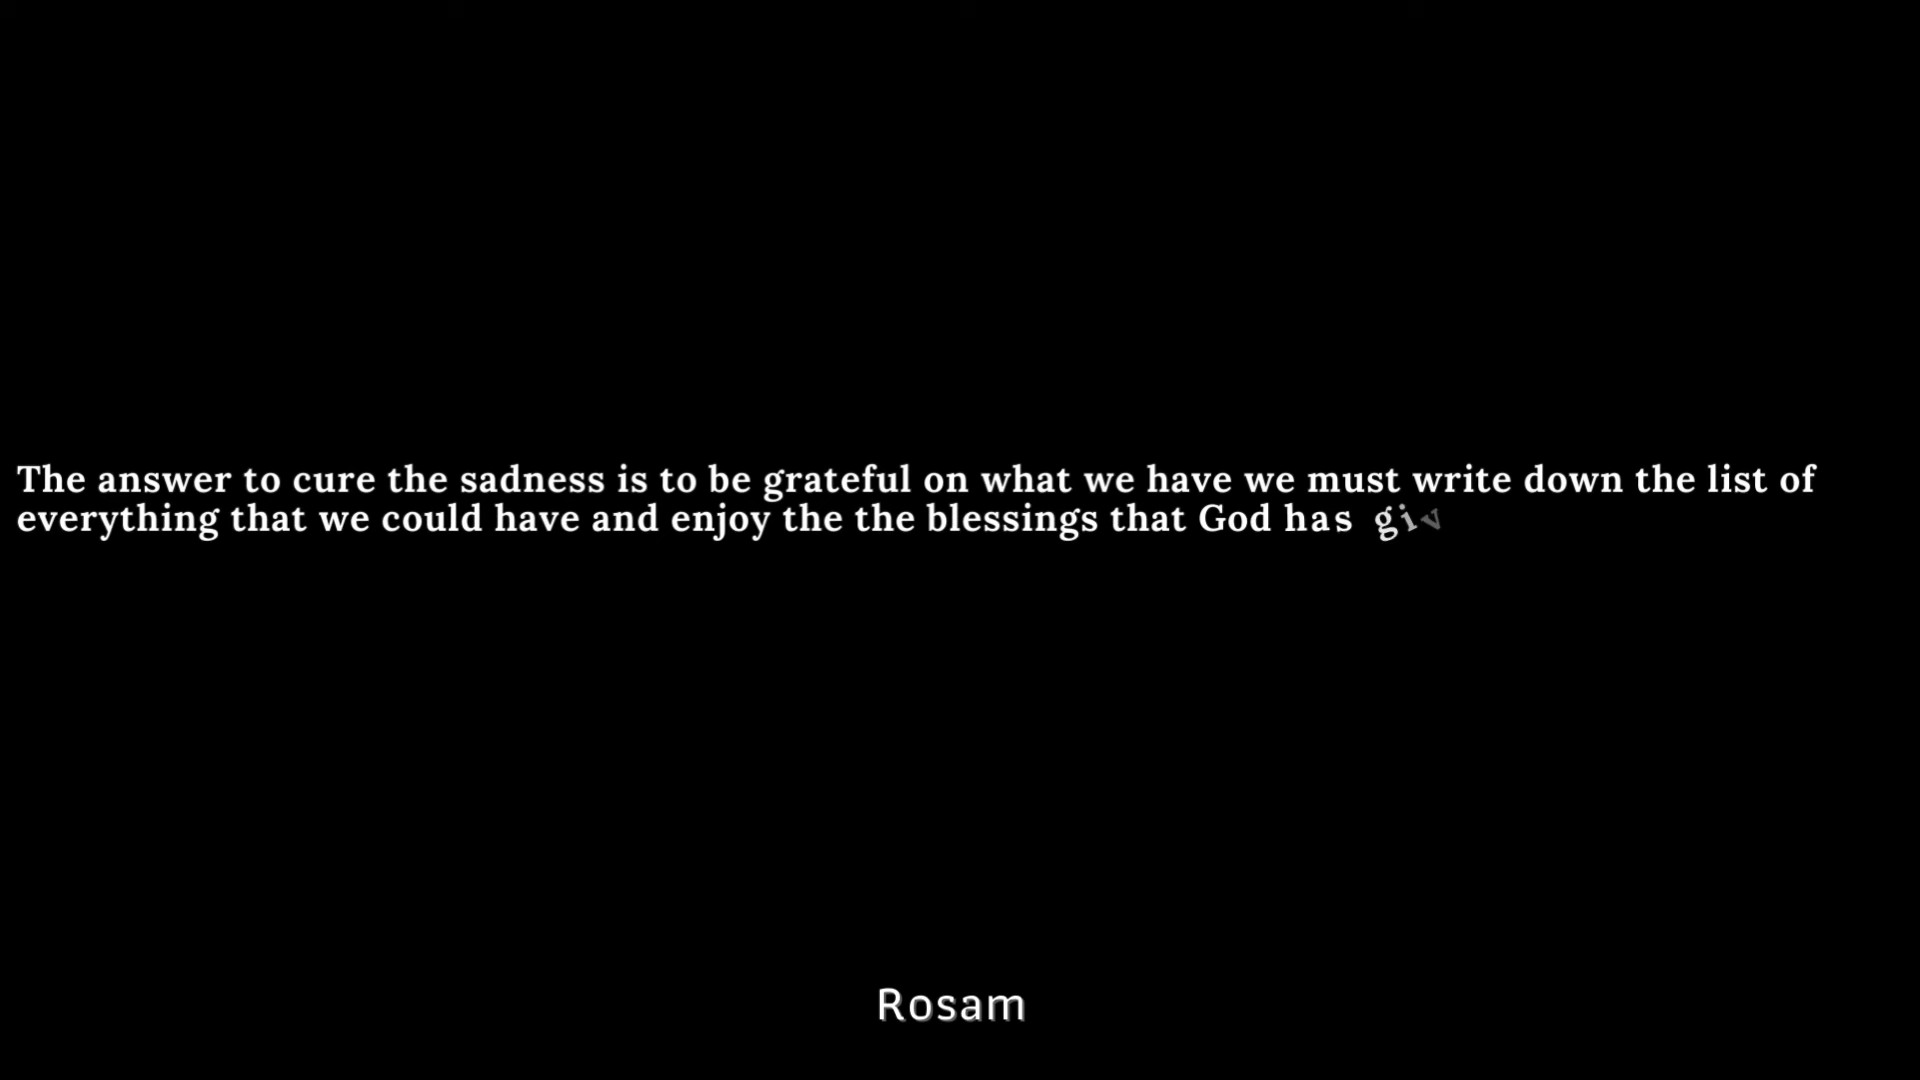 The answer to cure the sadness is to be grateful on what we have we must write down the list of
everything that we could have and enjoy the the blessings that God has giv
Rosam